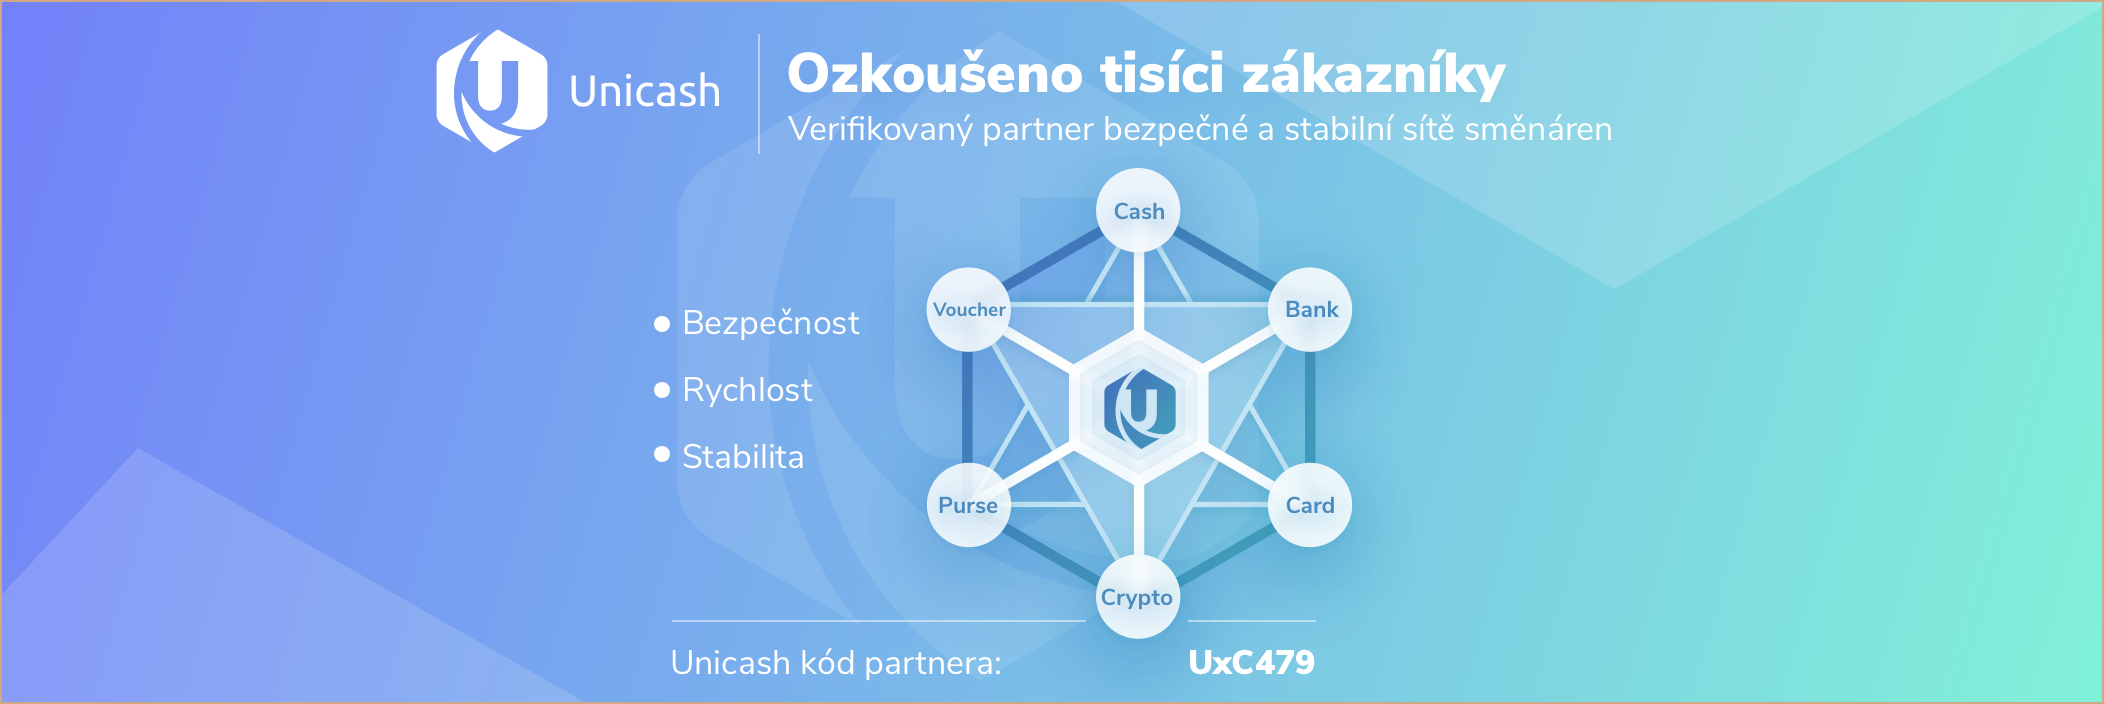 Unicash
Ozkoušeno tisíci zákazníky
Verifikovaný partner bezpečné a stabilní sítě směnáren
Cash
Voucher
Bank
Bezpečnost
Rychlost
Stabilita
Purse
Card
Crypto
Unicash kód partnera: UxC479